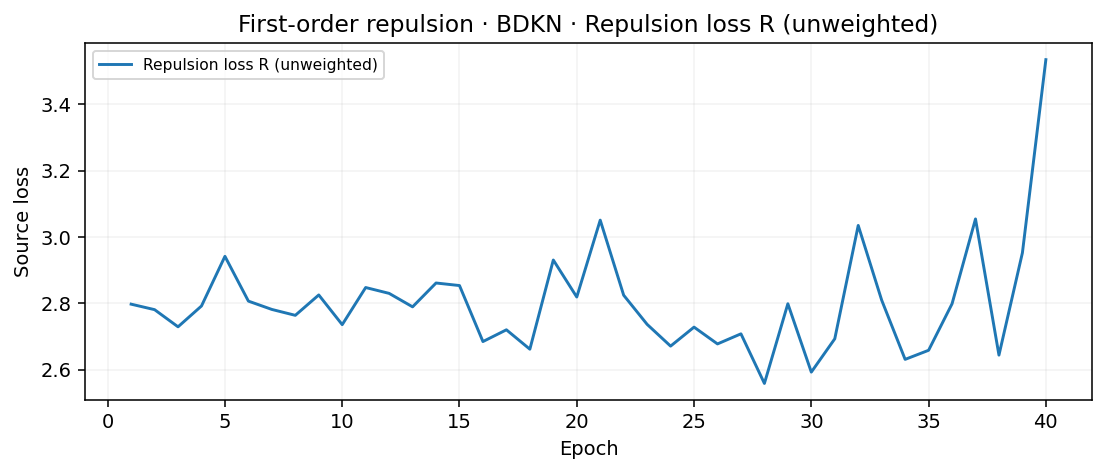 First-order repulsion · BDKN · Repulsion loss R (unweighted)
Repulsion loss R (unweighted)
Source loss
3.4
3.2
3.0
2.8
2.6
0 5 10 15 20 25 30 35 40
Epoch